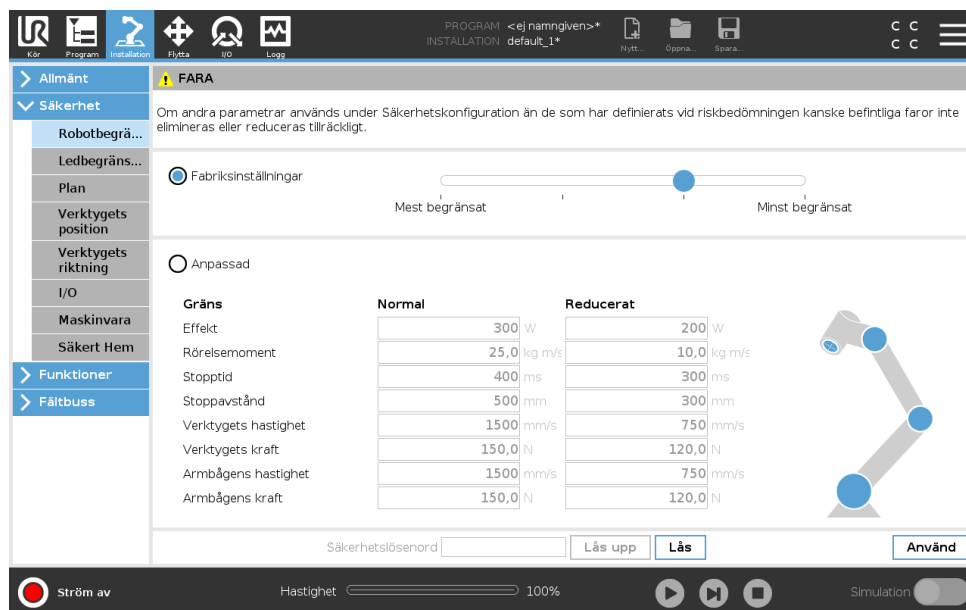 UR
PROGRAM <ej namngiven>*
INSTALLATION default_1*
C C
C C
Kör Program Installation Flytta I/O Logg Nytt... Öppna... Spara...
Allmänt
Säkerhet
Robotbegrä...
Ledbegräns...
Plan
Verktygets
position
Verktygets
riktning
I/O
Maskinvara
Säkert Hem
Funktioner
Fältbuss
FARA
Om andra parametrar används under Säkerhetskonfiguration än de som har definierats vid riskbedömningen kanske befintliga faror inte
elimineras eller reduceras tillräckligt.
Fabriksinställningar
Mest begränsat Minst begränsat
Anpassad
Gräns Normal Reducerat
Effekt 300 W 200 W
Rörelsemoment 25,0 kg m/s 10,0 kg m/s
Stopptid 400 ms 300 ms
Stoppavstånd 500 mm 300 mm
Verktygets hastighet 1500 mm/s 750 mm/s
Verktygets kraft 150,0 N 120,0 N
Armbågens hastighet 1500 mm/s 750 mm/s
Armbågens kraft 150,0 N 120,0 N
Säkerhetslösenord Lås upp Lås Använd
Ström av Hastighet 100% Simulation